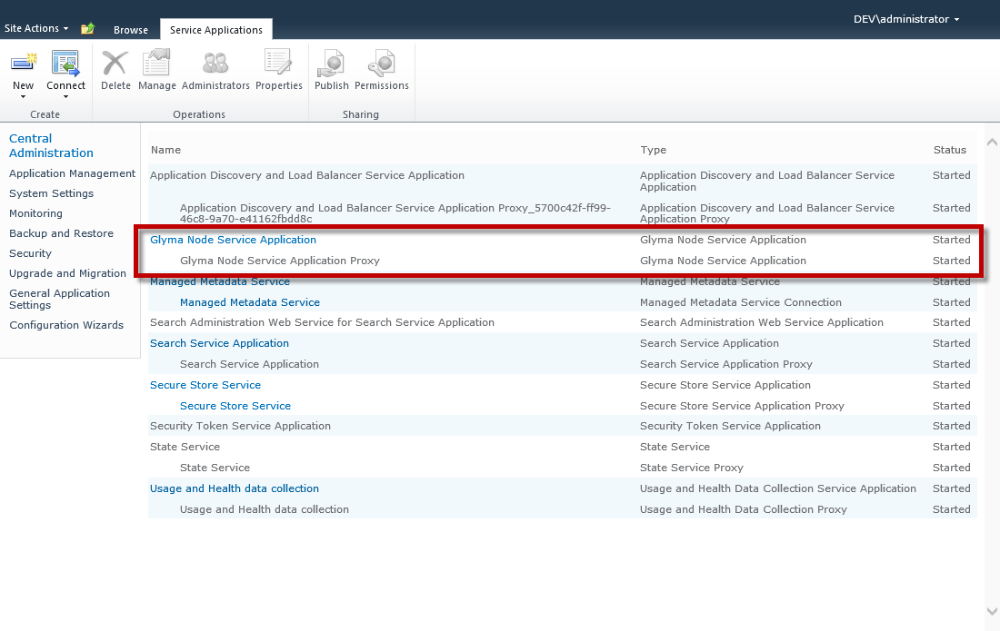 DEV\administrator
Site Actions Browse Service Applications
New Connect Delete Manage Administrators Properties Publish Permissions
Create Operations Sharing
Central
Administration
Application Management
System Settings
Monitoring
Backup and Restore
Security
Upgrade and Migration
General Application
Settings
Configuration Wizards
Name Type Status
Application Discovery and Load Balancer Service Application Application Discovery and Load Balancer Service Started
Application
Application Discovery and Load Balancer Service Application Proxy_5700c42f-ff99- Application Discovery and Load Balancer Service Started
46c8-9a70-e41162fbdd8c Application Proxy
Glyma Node Service Application Glyma Node Service Application Started
Glyma Node Service Application Proxy Glyma Node Service Application Started
Managed Metadata Service Managed Metadata Service Started
Managed Metadata Service Managed Metadata Service Connection Started
Search Administration Web Service for Search Service Application Search Administration Web Service Application Started
Search Service Application Search Service Application Started
Search Service Application Search Service Application Proxy Started
Secure Store Service Secure Store Service Application Started
Secure Store Service Secure Store Service Application Proxy Started
Security Token Service Application Security Token Service Application Started
State Service State Service Started
State Service State Service Proxy Started
Usage and Health data collection Usage and Health Data Collection Service Application Started
Usage and Health data collection Usage and Health Data Collection Proxy Started